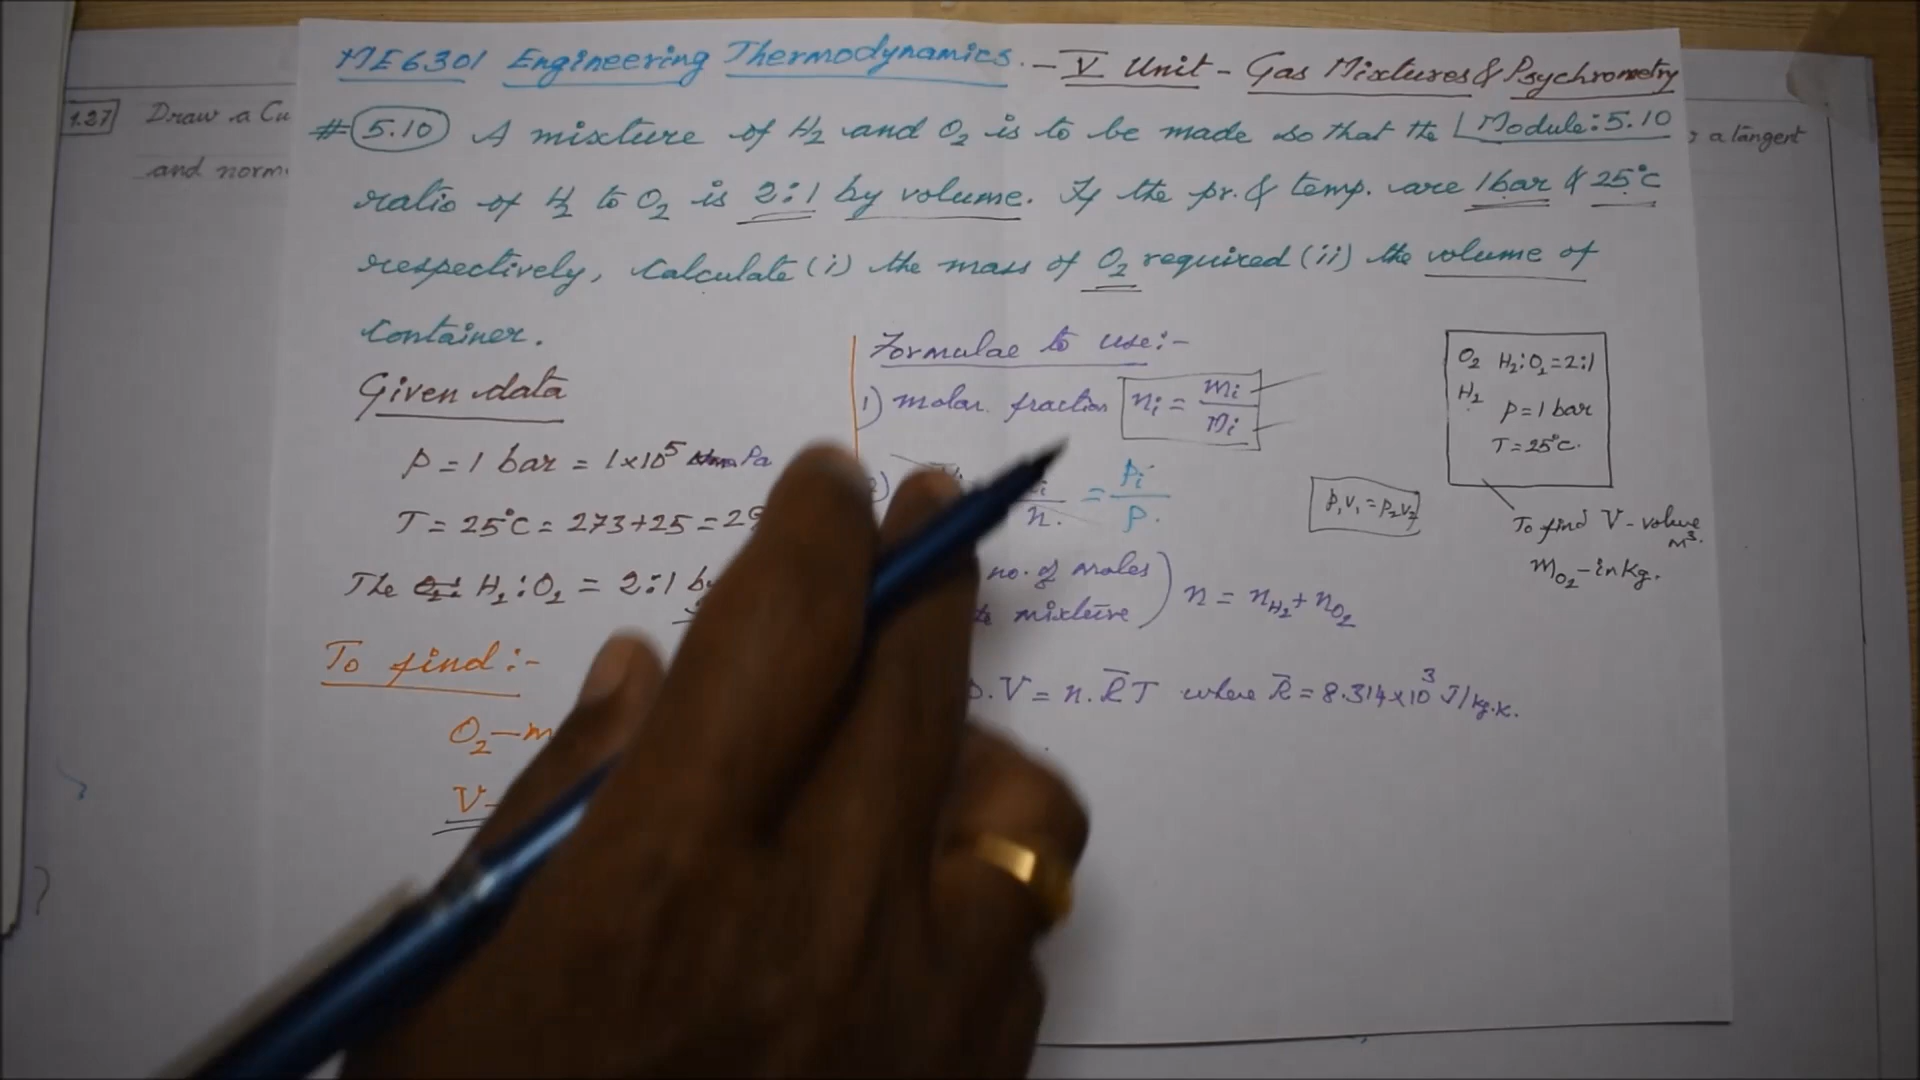 ME6301 Engineering Thermodynamics. - V Unit - Gas Mixtures & Psychrometry
1.27 Draw a Cu
a tangent
and norm
# 5.10 A mixture of H2 and O2 is to be made so that the Module: 5.10
ratio of H2 to O2 is 2:1 by volume. If the pr. & temp. are 1 bar & 25°C
respectively, Calculate (i) the mass of O2 required (ii) the volume of
Container.
Given data
P = 1 bar = 1×10^5 Pa
T = 25°C = 273+25 = 29
The H2:O2 = 2:1 b
To find:-
O2 - m
V-
Formulae to use:-
1) molar fraction ni = mi/Mi
2)
i/n. = Pi/P.
no. of moles
mixture) n = nH2 + nO2
.V = n.R̅T where R̅ = 8.314×10^3 J/kg.K.
O2 H2:O2 = 2:1
H2
P = 1 bar
T = 25°C.
P1V1 = P2V2
To find V - volume
m3.
mO2 - in kg.